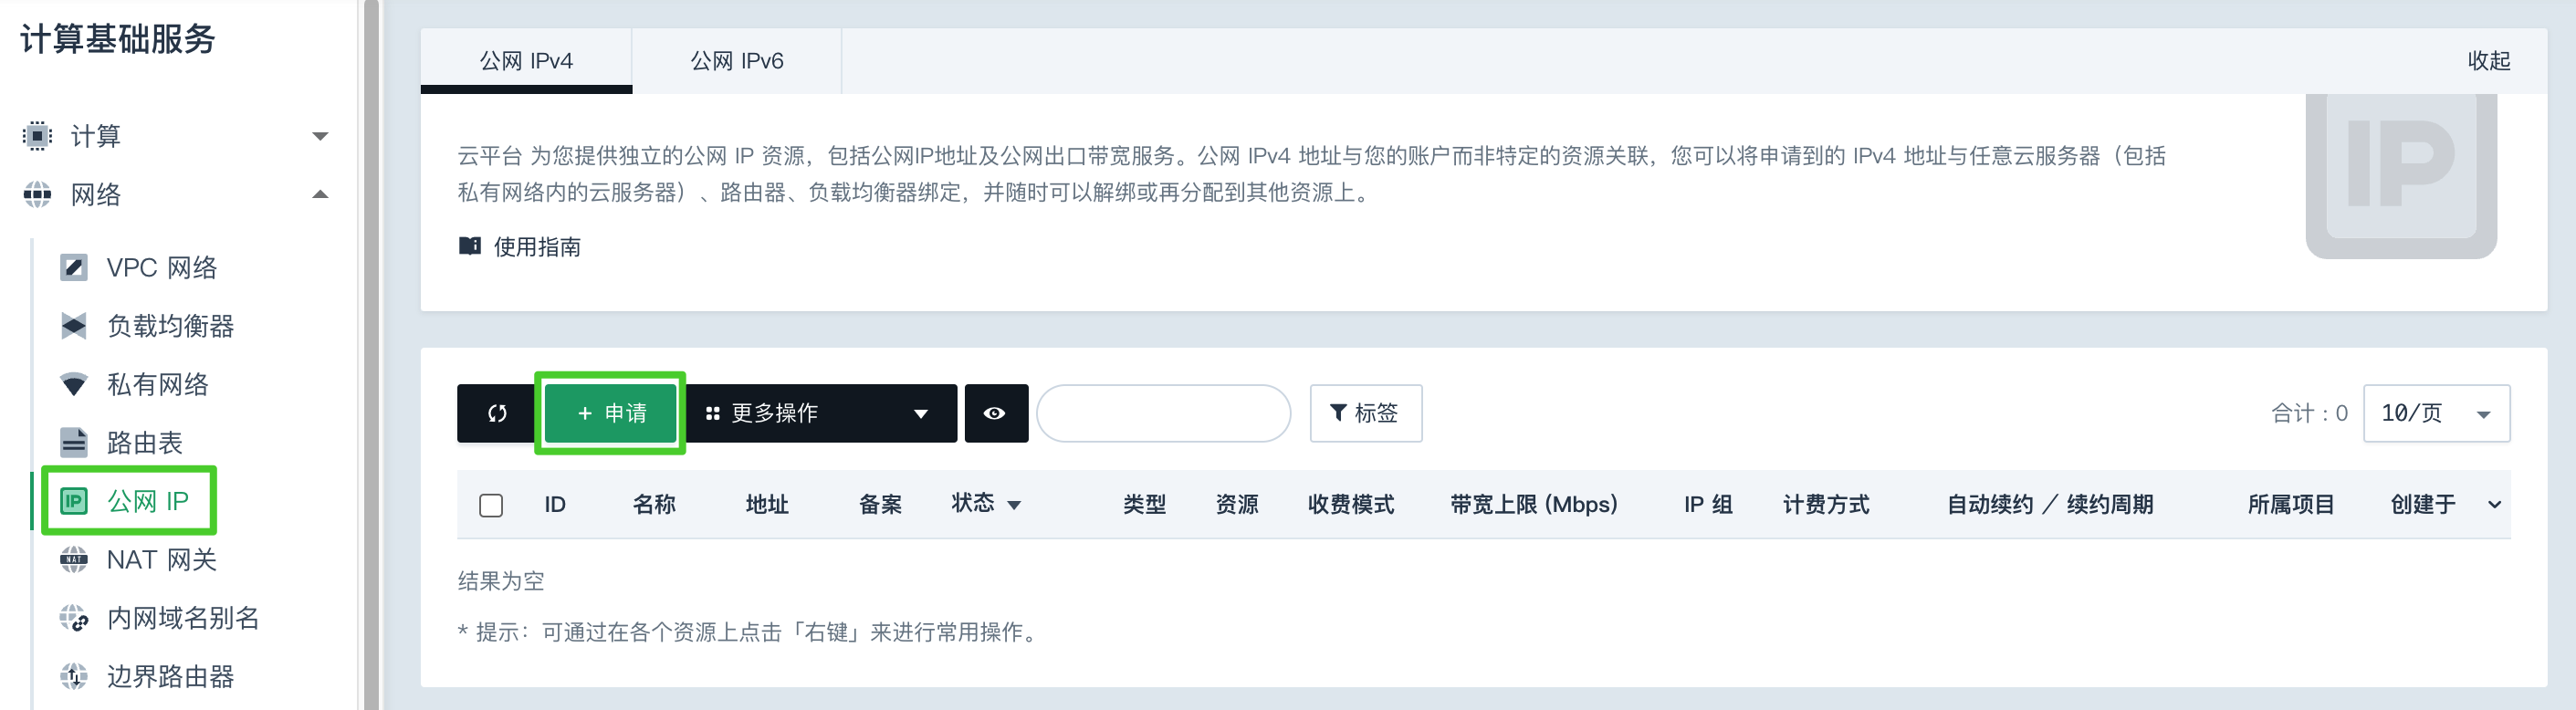 计算基础服务
计算
网络
VPC 网络
负载均衡器
私有网络
路由表
IP 公网 IP
NAT NAT 网关
内网域名别名
边界路由器
公网 IPv4 公网 IPv6 收起
云平台 为您提供独立的公网 IP 资源，包括公网IP地址及公网出口带宽服务。公网 IPv4 地址与您的账户而非特定的资源关联，您可以将申请到的 IPv4 地址与任意云服务器（包括
私有网络内的云服务器）、路由器、负载均衡器绑定，并随时可以解绑或再分配到其他资源上。
使用指南
IP
+ 申请 更多操作 标签 合计：0 10/页
ID 名称 地址 备案 状态 类型 资源 收费模式 带宽上限 (Mbps) IP 组 计费方式 自动续约 / 续约周期 所属项目 创建于
结果为空
* 提示：可通过在各个资源上点击「右键」来进行常用操作。